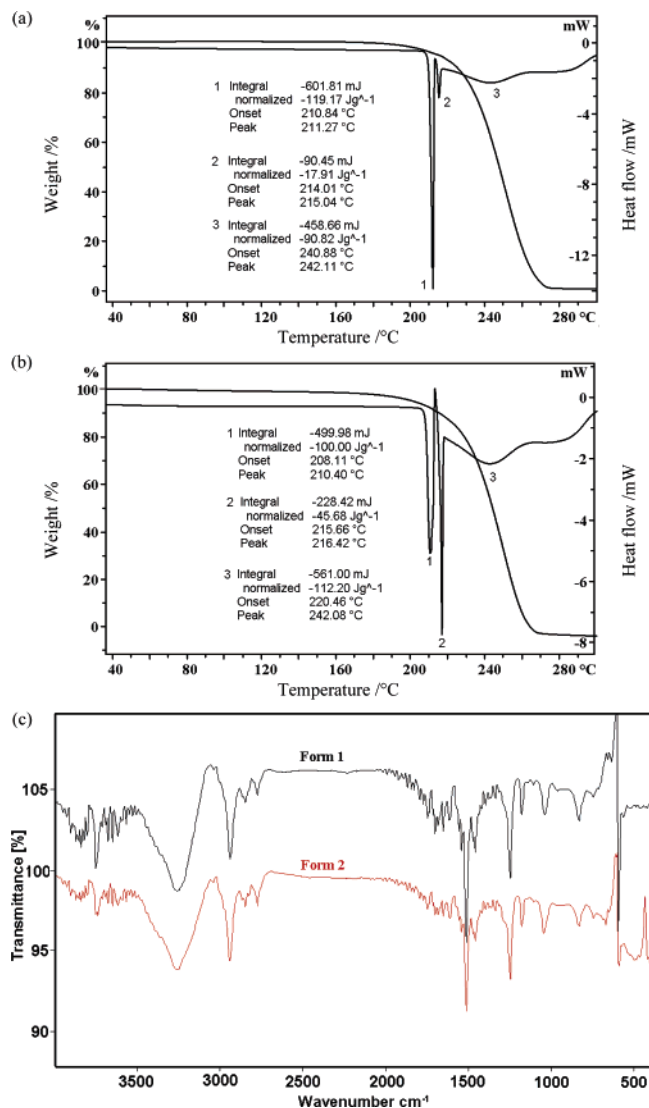 (a)
% mW
100 0
1 Integral -601.81 mJ
normalized -119.17 Jg^-1
Onset 210.84 °C
Peak 211.27 °C
80
2 Integral -90.45 mJ
normalized -17.91 Jg^-1
Onset 214.01 °C
Peak 215.04 °C
60
3 Integral -458.66 mJ
normalized -90.82 Jg^-1
Onset 240.88 °C
Peak 242.11 °C
40
20
0
-4
-8
-12
Weight /%
Heat flow /mW
1
2
3
40 80 120 160 200 240 280 °C
Temperature /°C
(b)
% mW
100 0
1 Integral -499.98 mJ
normalized -100.00 Jg^-1
Onset 208.11 °C
Peak 210.40 °C
80
2 Integral -228.42 mJ
normalized -45.68 Jg^-1
Onset 215.66 °C
Peak 216.42 °C
60
3 Integral -561.00 mJ
normalized -112.20 Jg^-1
Onset 220.46 °C
Peak 242.08 °C
40
20
0
-2
-4
-6
-8
Weight /%
Heat flow /mW
1
2
3
40 80 120 160 200 240 280 °C
Temperature /°C
(c)
Form 1
Form 2
105
100
95
90
Transmittance [%]
3500 3000 2500 2000 1500 1000 500
Wavenumber cm⁻¹